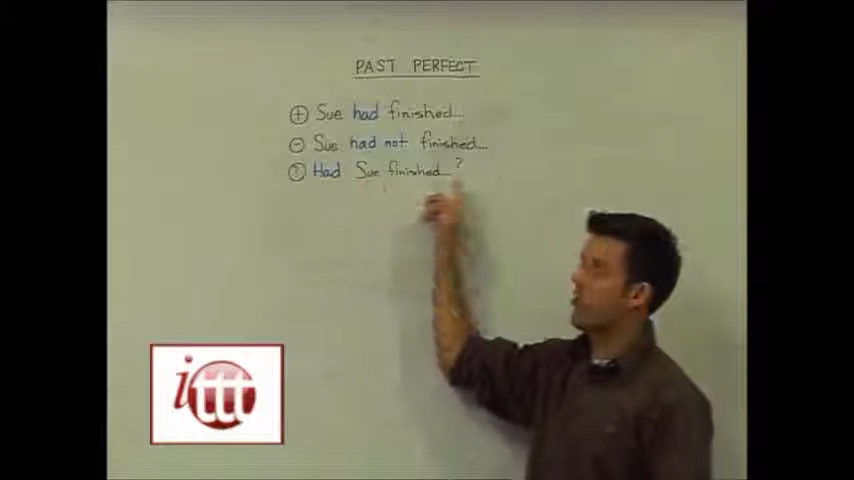 PAST PERFECT
+ Sue had finished...
- Sue had not finished...
? Had Sue finished...?
ittt